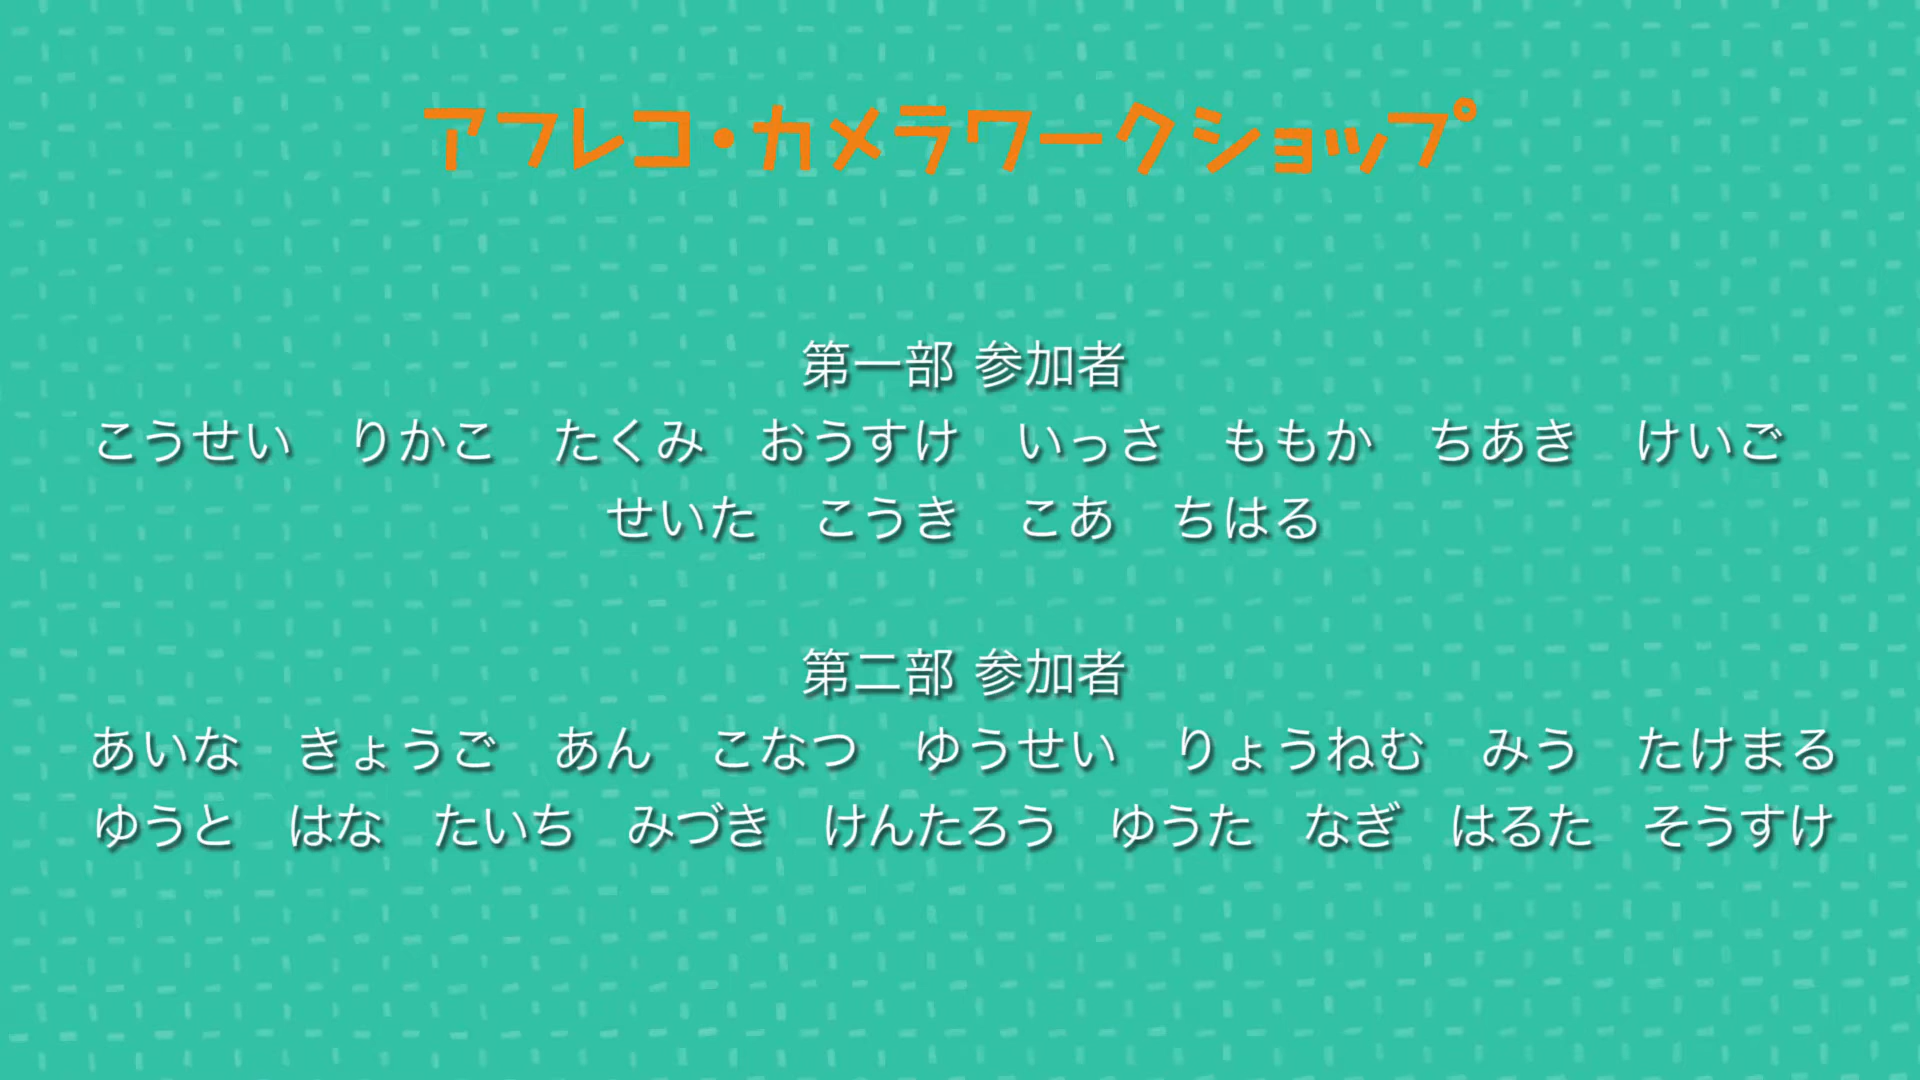 アフレコ・カメラワークショップ
第一部 参加者
こうせい　りかこ　たくみ　おうすけ　いっさ　ももか　ちあき　けいご
せいた　こうき　こあ　ちはる
第二部 参加者
あいな　きょうご　あん　こなつ　ゆうせい　りょうねむ　みう　たけまる
ゆうと　はな　たいち　みづき　けんたろう　ゆうた　なぎ　はるた　そうすけ